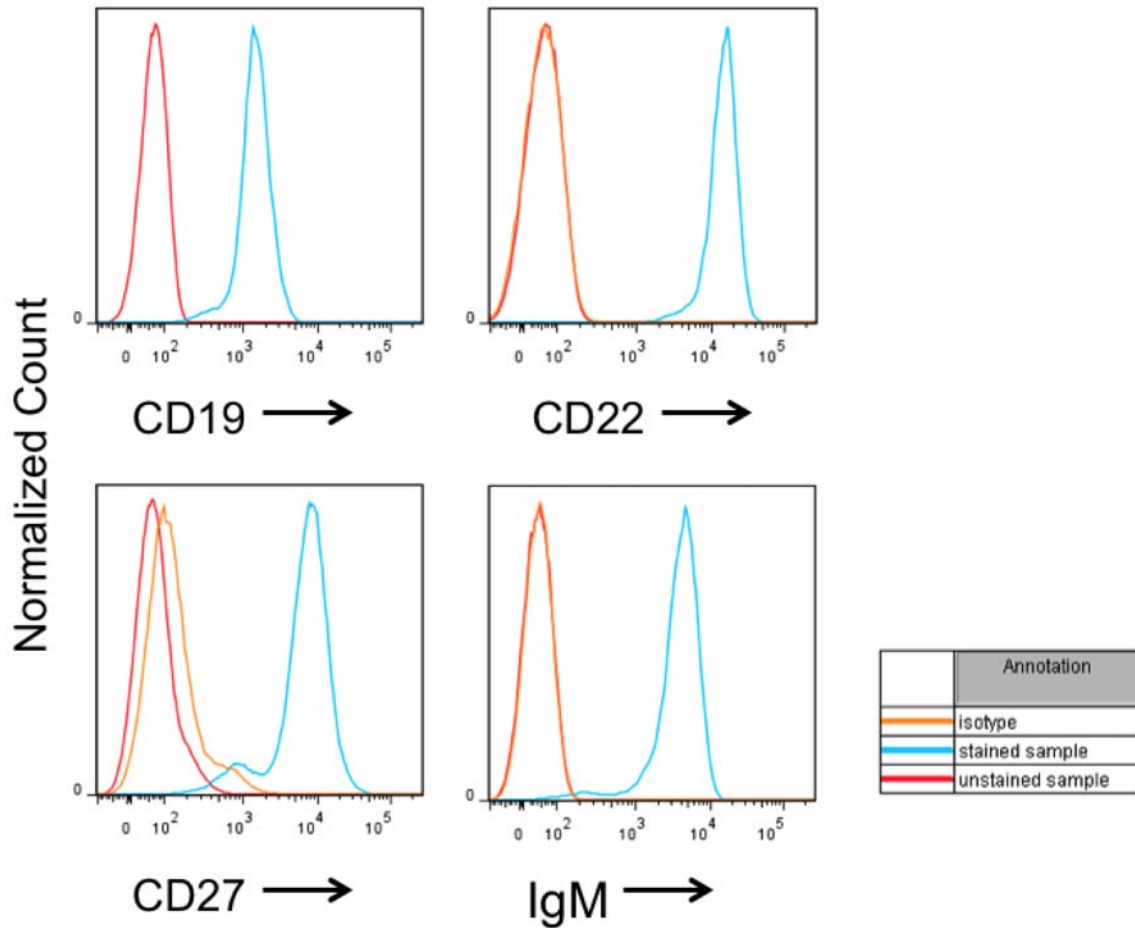 Normalized Count
0
0 10² 10³ 10⁴ 10⁵
CD19
0
0 10² 10³ 10⁴ 10⁵
CD22
0
0 10² 10³ 10⁴ 10⁵
CD27
0
0 10² 10³ 10⁴ 10⁵
IgM
Annotation
isotype
stained sample
unstained sample